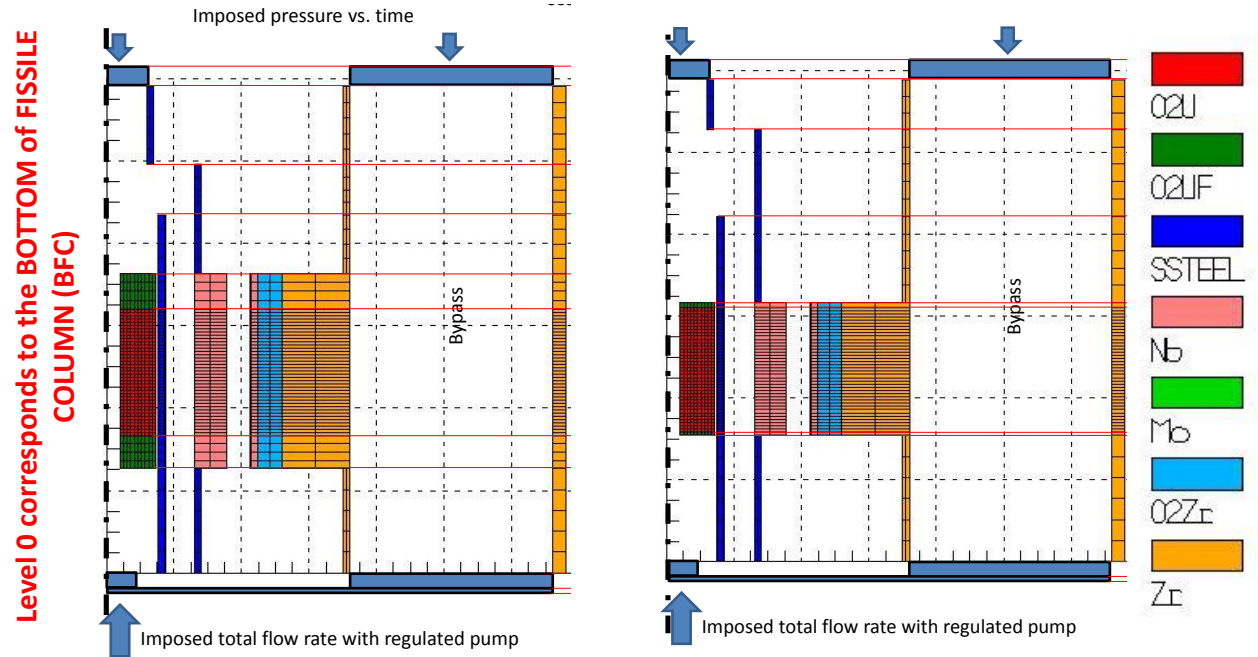 Imposed pressure vs. time
Level 0 corresponds to the BOTTOM of FISSILE
COLUMN (BFC)
Bypass
Imposed total flow rate with regulated pump
Bypass
Imposed total flow rate with regulated pump
O2U
O2UF
SSTEEL
Nb
Mo
O2Zr
Zr